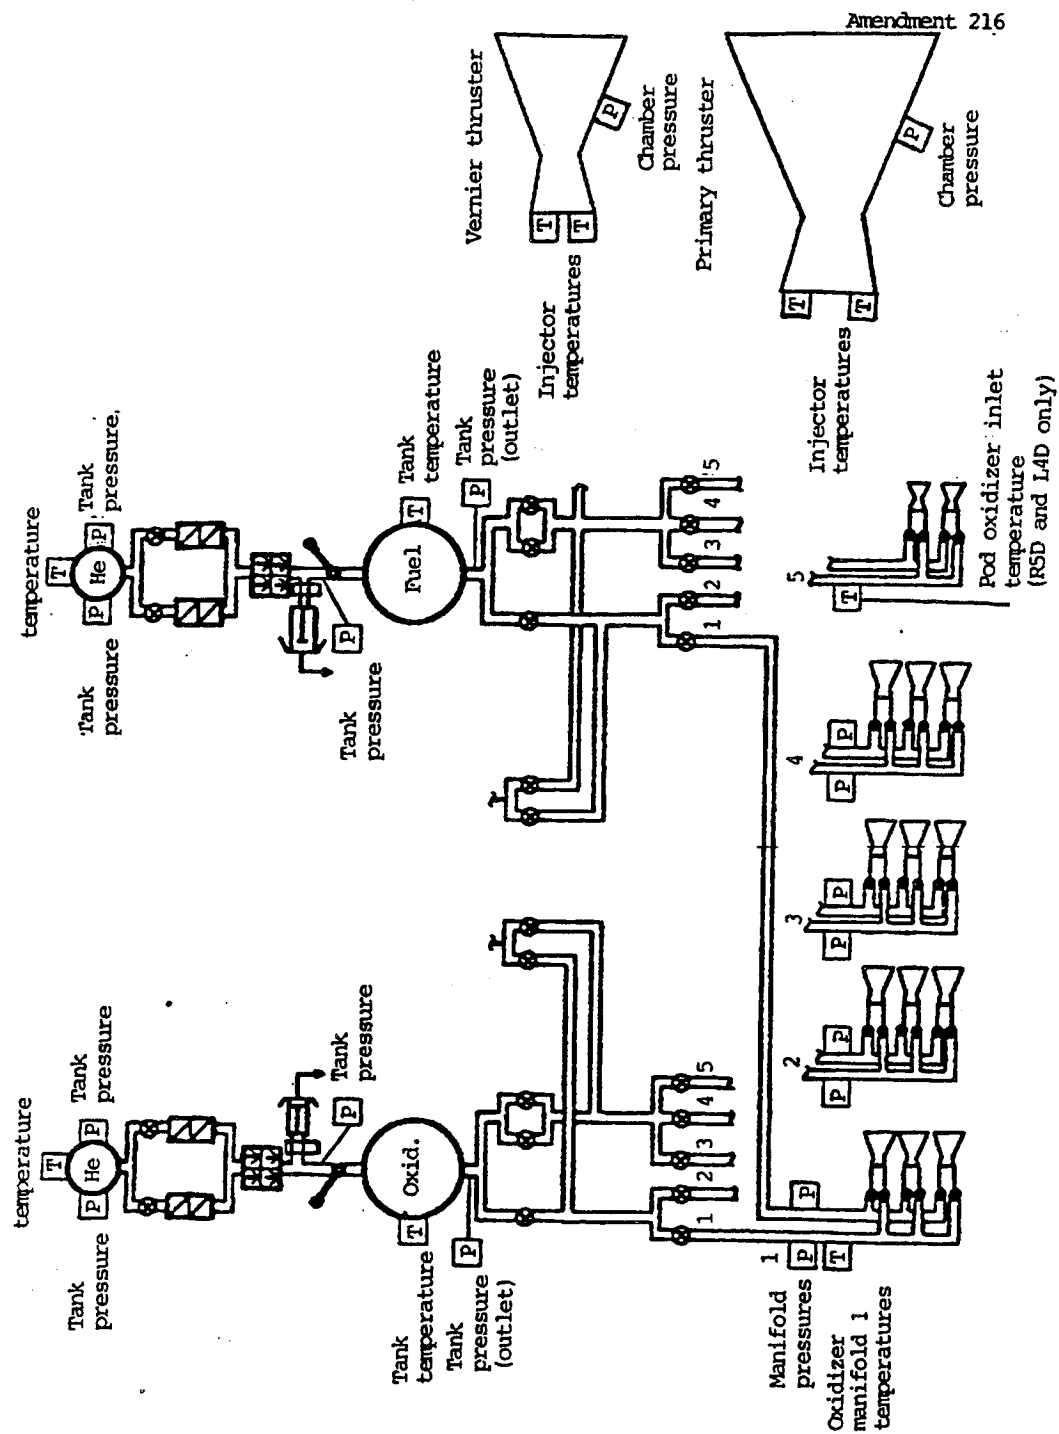 Amendment 216
temperature
T
P
He
P
Tank
pressure
Tank
pressure
P
Tank
pressure
Oxid.
T
Tank
temperature
P
Tank
pressure
(outlet)
1
2
3
4
5
temperature
T
P
He
P
Tank
pressure
Tank
pressure.
P
Tank
pressure
Fuel
T
Tank
temperature
P
Tank
pressure
(outlet)
1
2
3
4
5
Vernier thruster
T
T
Injector
temperatures
P
Chamber
pressure
Primary thruster
T
T
Injector
temperatures
P
Chamber
pressure
1
P
P
T
Manifold
pressures
Oxidizer
manifold 1
temperatures
2
P
P
3
P
P
4
P
P
5
T
Pod oxidizer inlet
temperature
(R5D and L4D only)